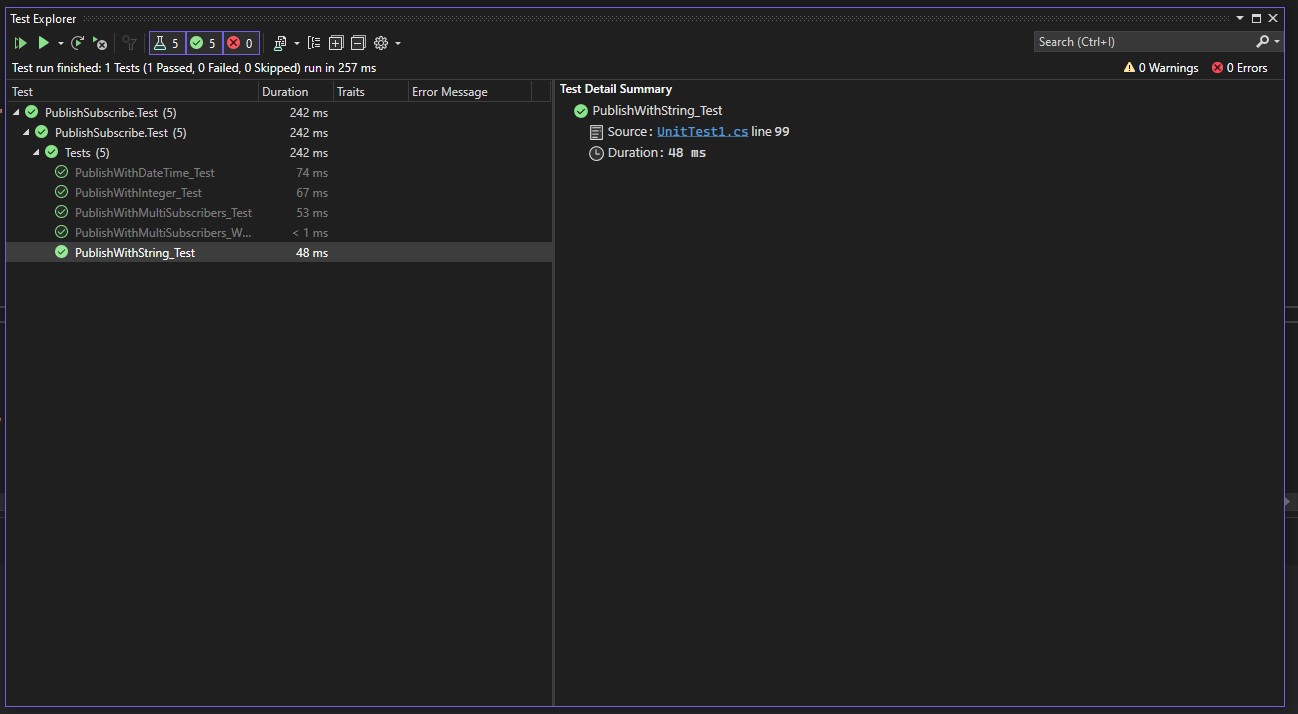 Test Explorer
5 5 0
Search (Ctrl+I)
Test run finished: 1 Tests (1 Passed, 0 Failed, 0 Skipped) run in 257 ms
0 Warnings 0 Errors
Test Duration Traits Error Message
PublishSubscribe.Test (5) 242 ms
PublishSubscribe.Test (5) 242 ms
Tests (5) 242 ms
PublishWithDateTime_Test 74 ms
PublishWithInteger_Test 67 ms
PublishWithMultiSubscribers_Test 53 ms
PublishWithMultiSubscribers_W... < 1 ms
PublishWithString_Test 48 ms
Test Detail Summary
PublishWithString_Test
Source: UnitTest1.cs line 99
Duration: 48 ms